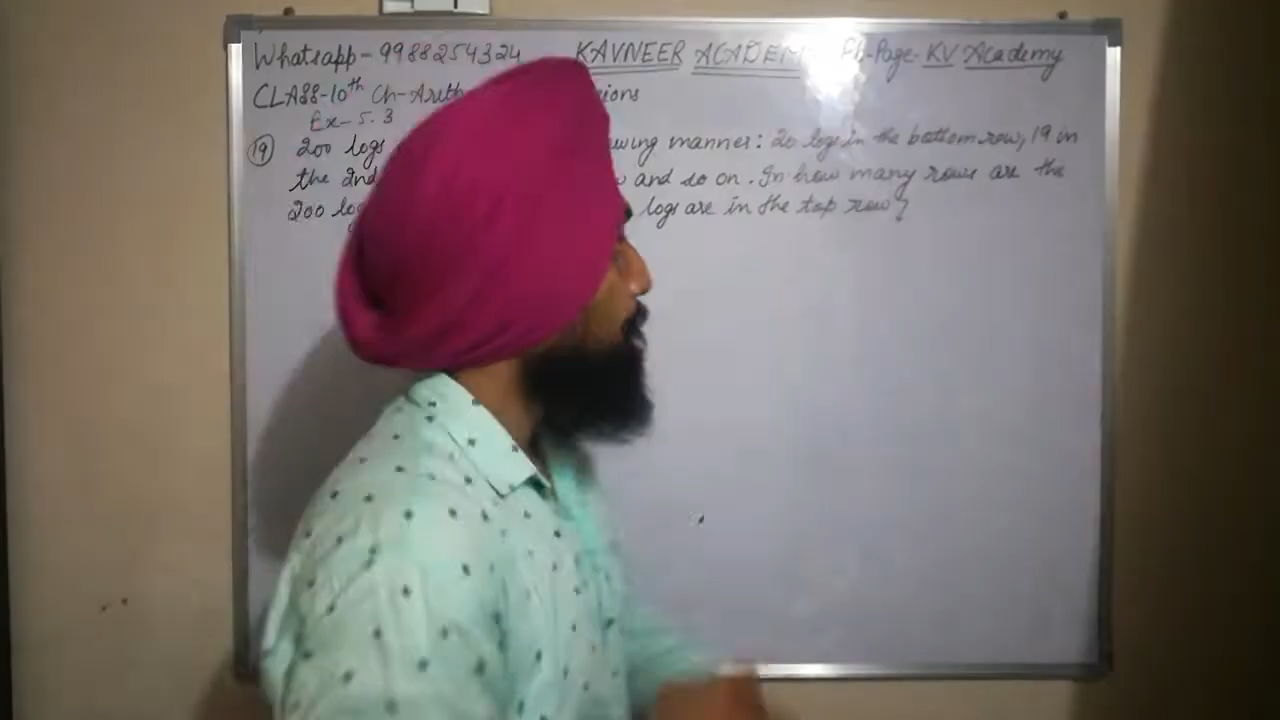 Whatsapp-9988254324 KAVNEER ACADEM Fb-Page-KV Academy
CLASS-10th Ch-Arith ions
Ex-5.3
19 200 logs wing manner: 20 logs in the bottom row, 19 in
the 2nd and so on. In how many rows are the
200 log logs are in the top row?